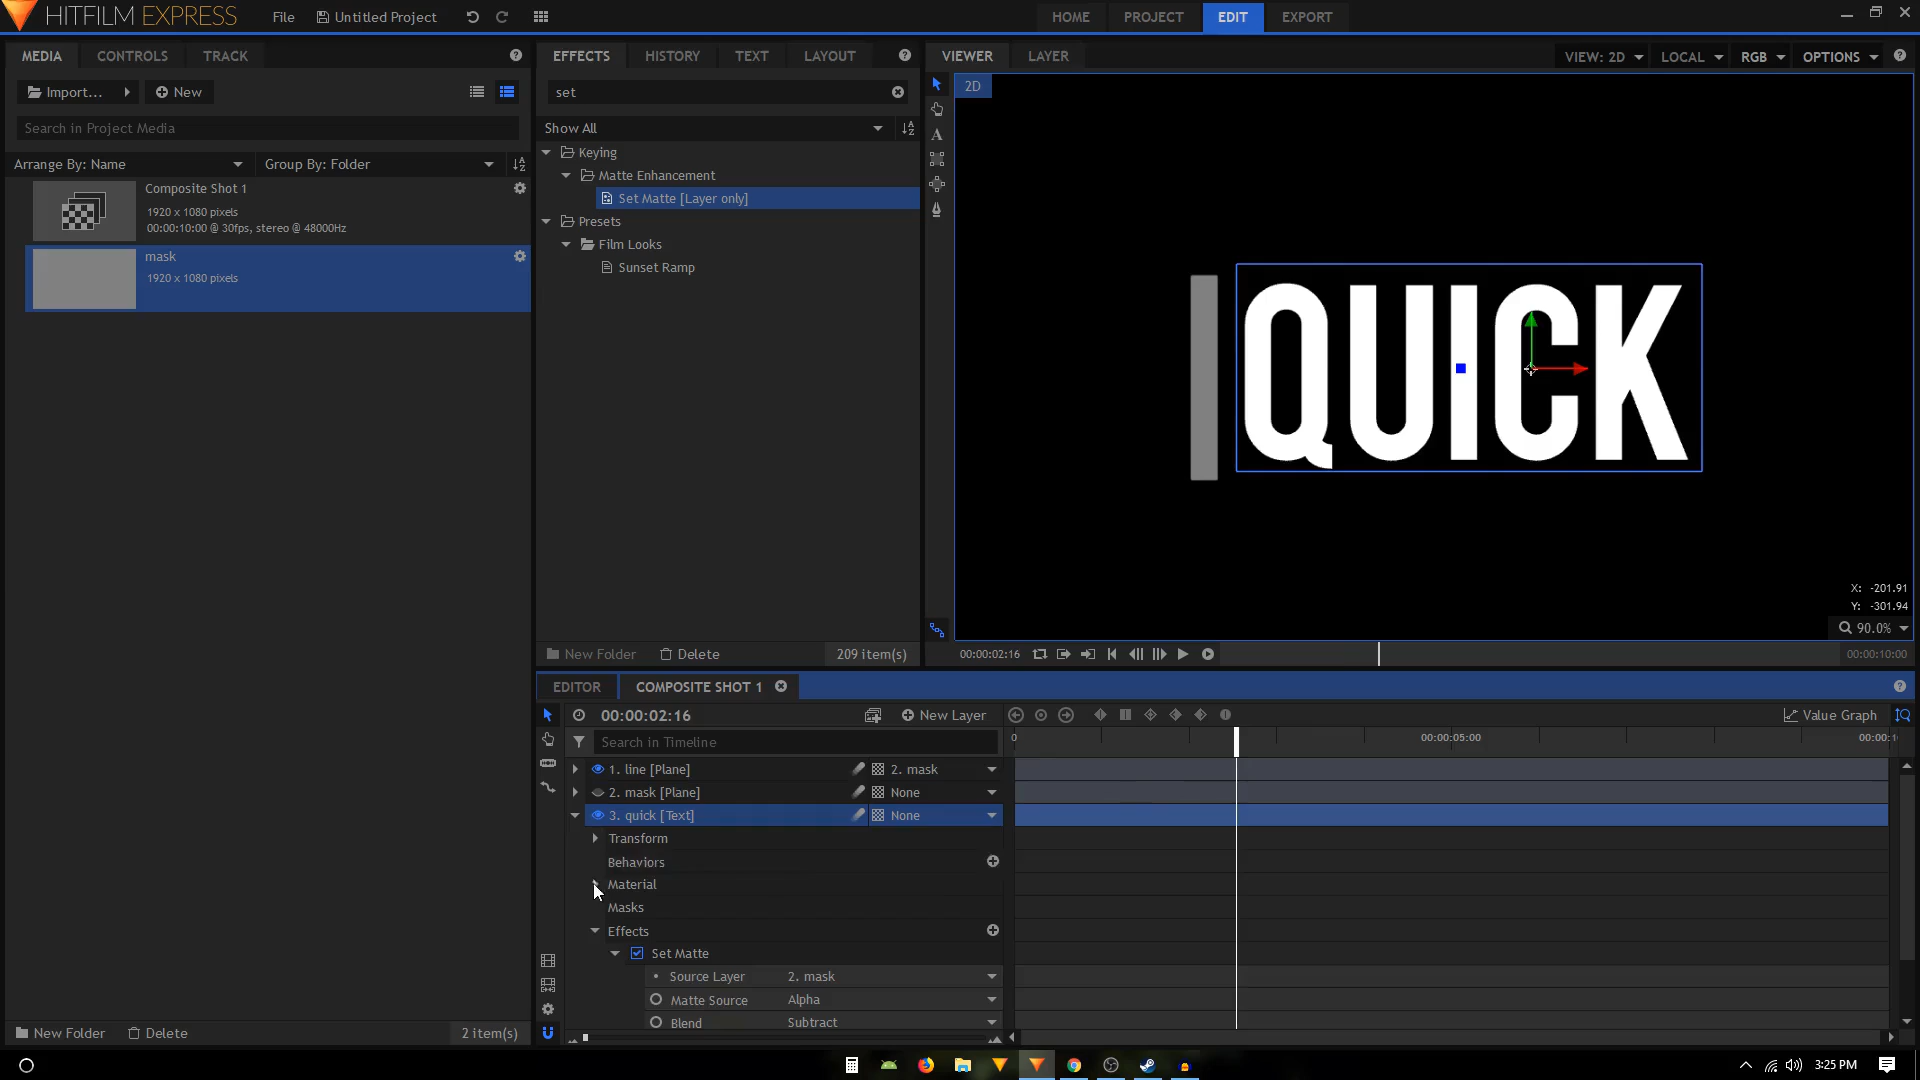 HITFILM EXPRESS
File
Untitled Project
HOME
PROJECT
EDIT
EXPORT
MEDIA
CONTROLS
TRACK
EFFECTS
HISTORY
TEXT
LAYOUT
VIEWER
LAYER
VIEW: 2D
LOCAL
RGB
OPTIONS
Import...
New
Search in Project Media
Arrange By: Name
Group By: Folder
Composite Shot 1
1920 x 1080 pixels
00:00:10:00 @ 30fps, stereo @ 48000Hz
mask
1920 x 1080 pixels
set
Show All
Keying
Matte Enhancement
Set Matte [Layer only]
Presets
Film Looks
Sunset Ramp
2D
QUICK
X: -201.91
Y: -301.94
90.0%
New Folder
Delete
209 item(s)
00:00:02:16
00:00:10:00
EDITOR
COMPOSITE SHOT 1
00:00:02:16
New Layer
Value Graph
Search in Timeline
0
00:00:05:00
00:00:1
1. line [Plane]
2. mask
2. mask [Plane]
None
3. quick [Text]
None
Transform
Behaviors
Material
Masks
Effects
Set Matte
Source Layer
2. mask
Matte Source
Alpha
Blend
Subtract
New Folder
Delete
2 item(s)
3:25 PM